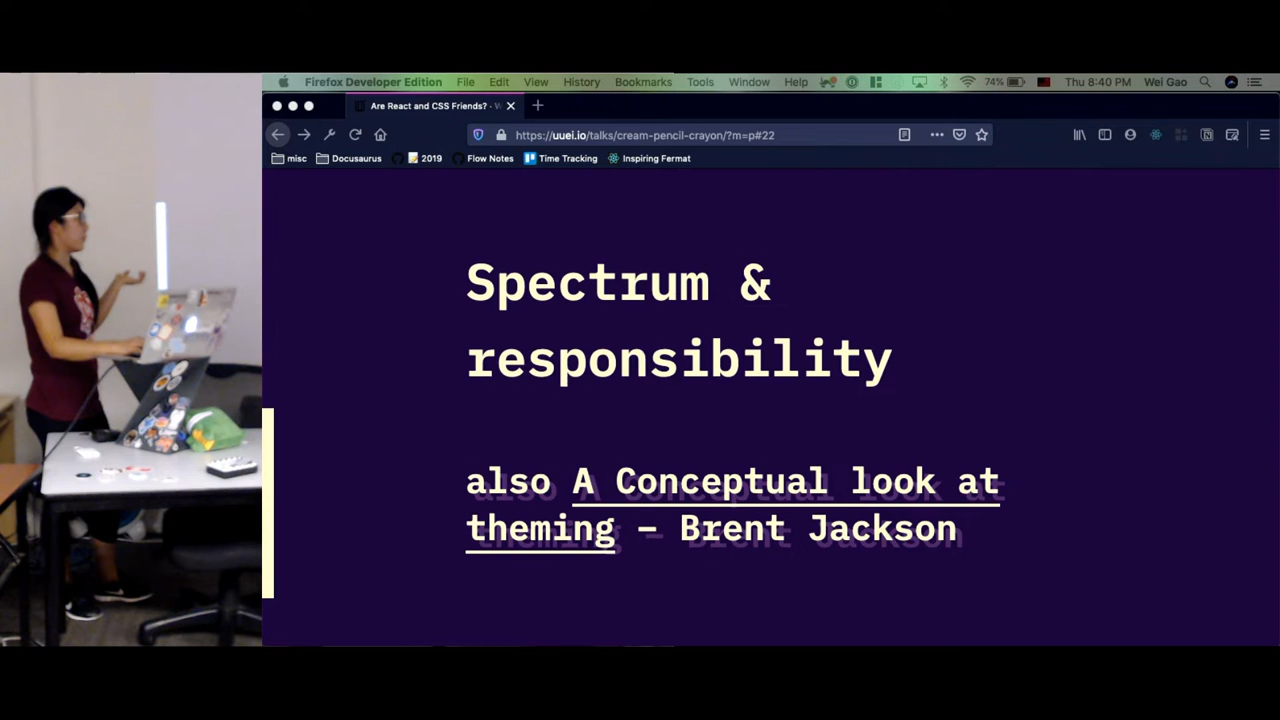 Firefox Developer Edition File Edit View History Bookmarks Tools Window Help 74% Thu 8:40 PM Wei Gao
Are React and CSS Friends? -
https://uuei.io/talks/cream-pencil-crayon/?m=p#22
misc Docusaurus 2019 Flow Notes Time Tracking Inspiring Fermat
Spectrum &
responsibility
also A Conceptual look at
theming – Brent Jackson